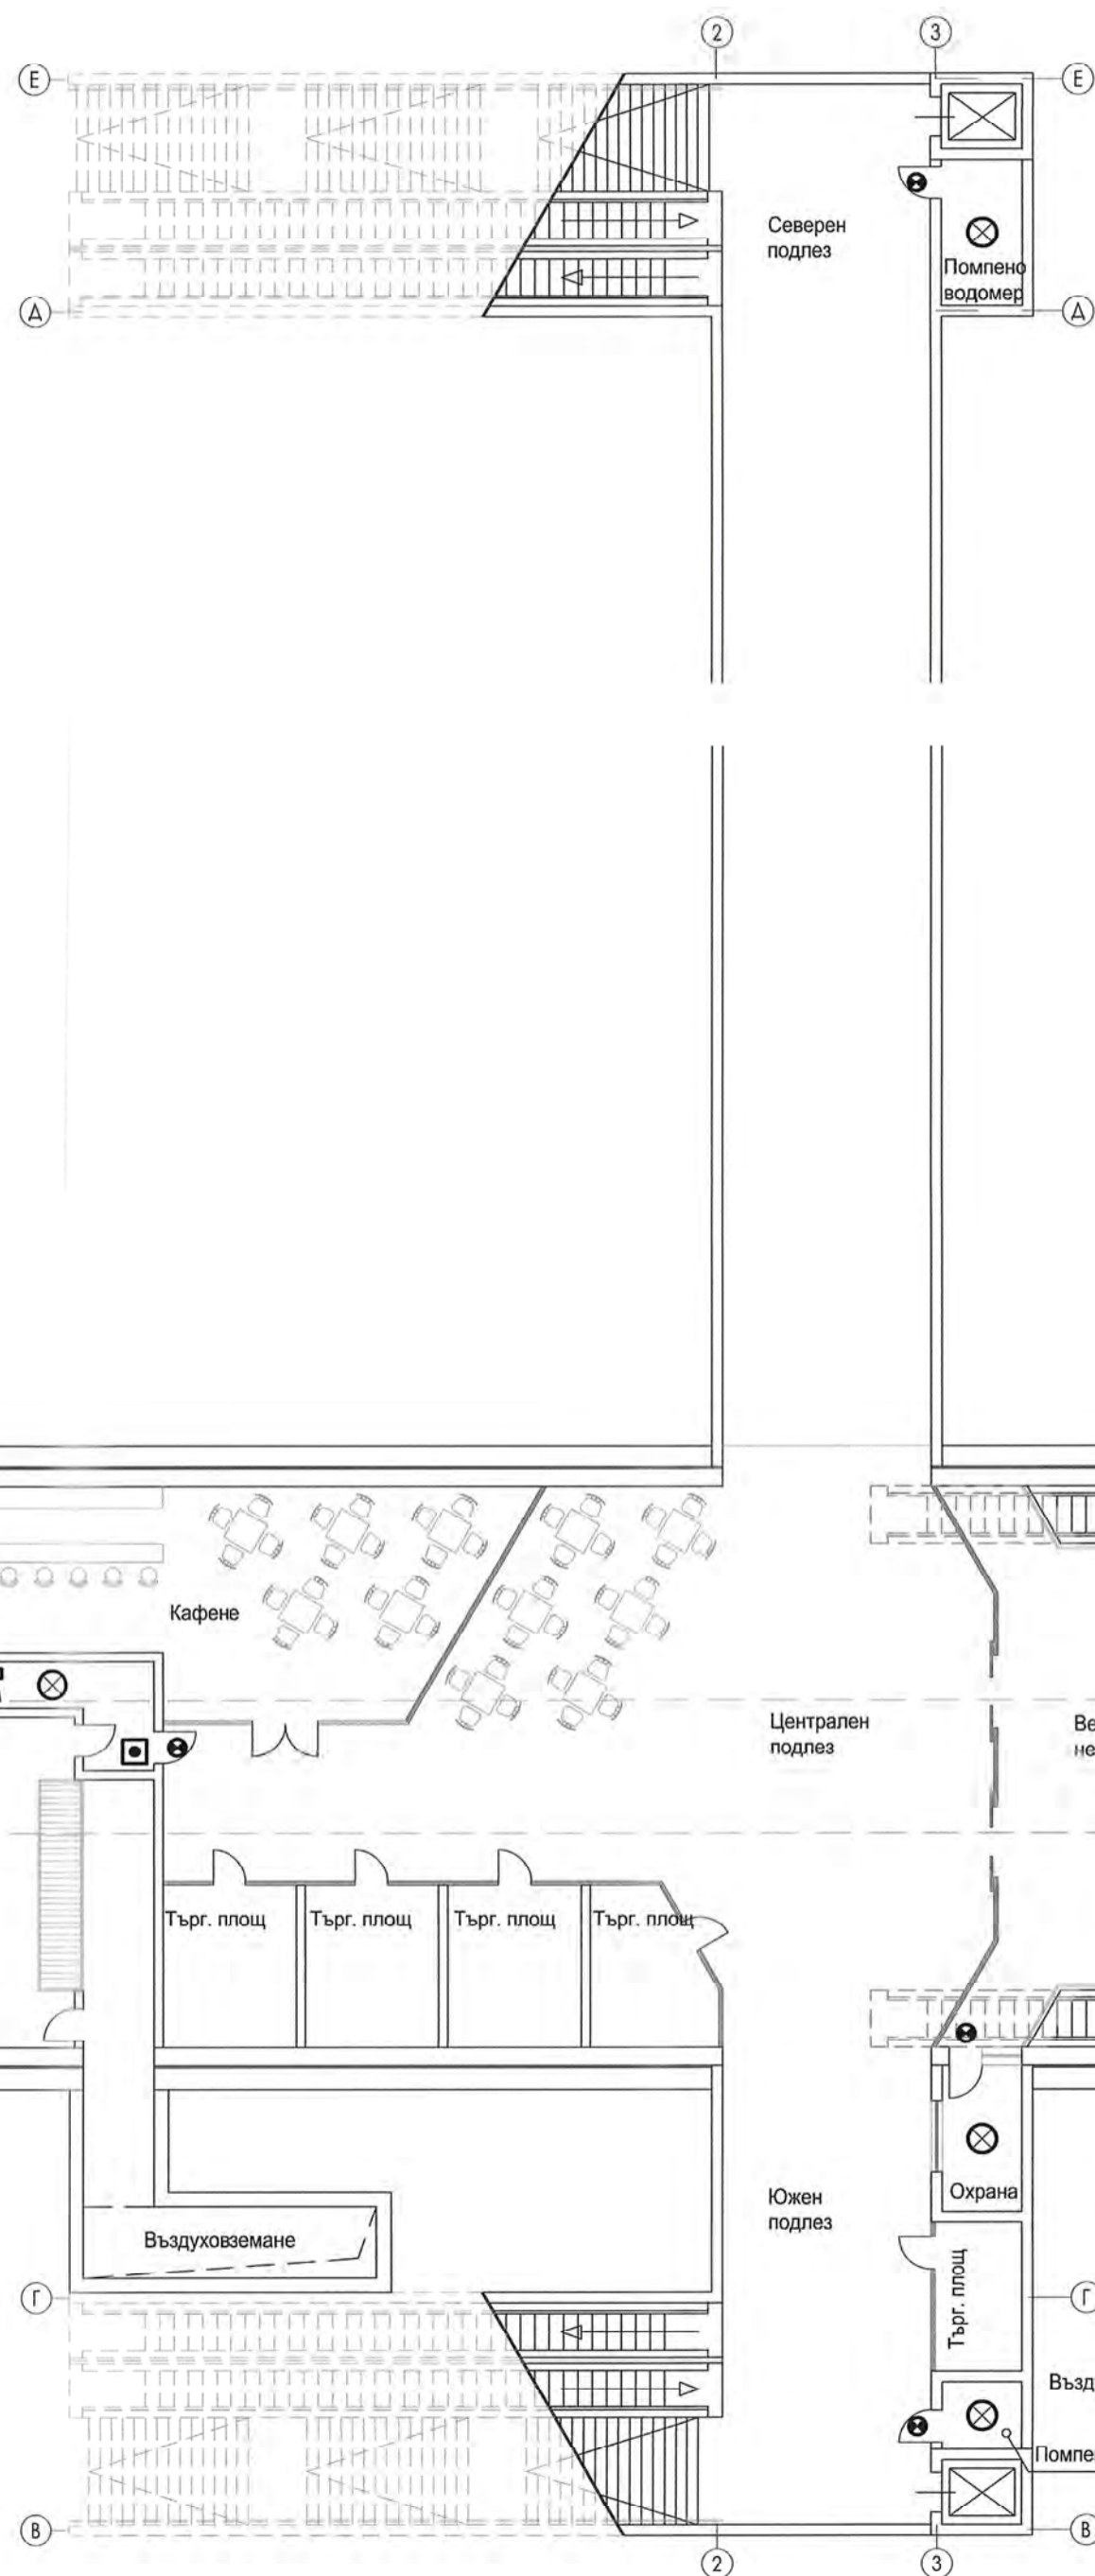 2
3
Е
Е
Северен
подлез
Помпено
водомер
Д
Д
Кафене
Централен
подлез
Ве
не
Търг. площ
Търг. площ
Търг. площ
Търг. площ
Южен
подлез
Охрана
Въздуховземане
Търг. площ
Г
Г
Възд
Помпе
В
В
2
3